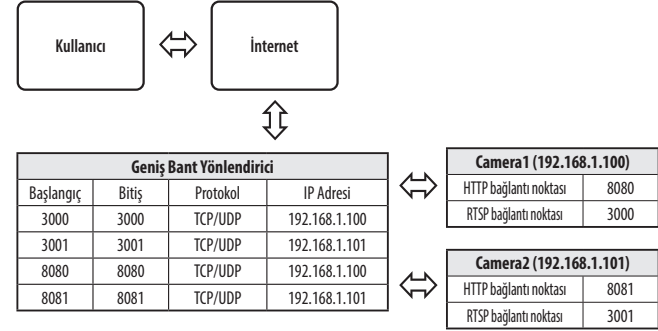 Kullanıcı
İnternet
Geniş Bant Yönlendirici
Başlangıç Bitiş Protokol IP Adresi
3000 3000 TCP/UDP 192.168.1.100
3001 3001 TCP/UDP 192.168.1.101
8080 8080 TCP/UDP 192.168.1.100
8081 8081 TCP/UDP 192.168.1.101
Camera1 (192.168.1.100)
HTTP bağlantı noktası 8080
RTSP bağlantı noktası 3000
Camera2 (192.168.1.101)
HTTP bağlantı noktası 8081
RTSP bağlantı noktası 3001